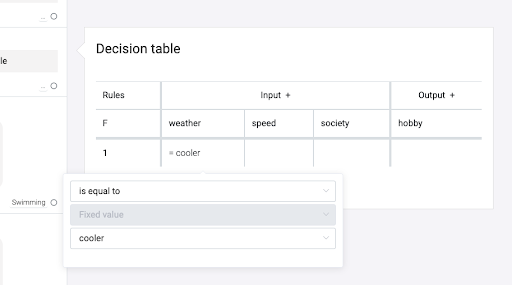 Decision table
le
Rules Input + Output +
F weather speed society hobby
1 = cooler
is equal to
Fixed value
Swimming
cooler